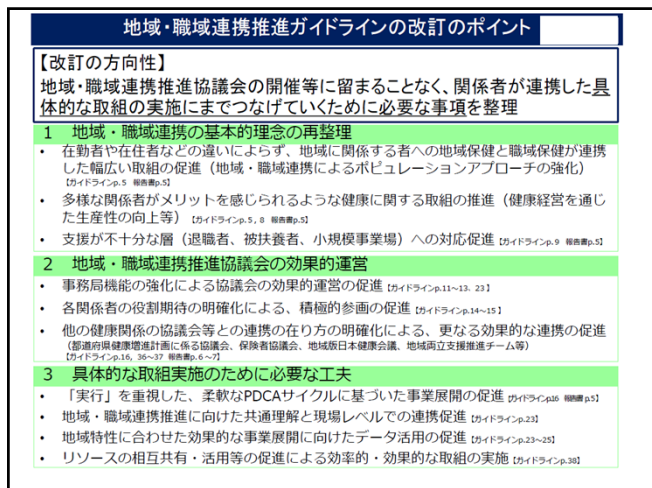 地域・職域連携推進ガイドラインの改訂のポイント
【改訂の方向性】
地域・職域連携推進協議会の開催等に留まることなく、関係者が連携した具
体的な取組の実施にまでつなげていくために必要な事項を整理
1 地域・職域連携の基本的理念の再整理
• 在勤者や在住者などの違いによらず、地域に関係する者への地域保健と職域保健が連携
した幅広い取組の促進（地域・職域連携によるポピュレーションアプローチの強化）
【ガイドラインp.5 報告書p.5】
• 多様な関係者がメリットを感じられるような健康に関する取組の推進（健康経営を通じ
た生産性の向上等）【ガイドラインp.5, 8 報告書p.5】
• 支援が不十分な層（退職者、被扶養者、小規模事業場）への対応促進【ガイドラインp.9 報告書p.5】
2 地域・職域連携推進協議会の効果的運営
• 事務局機能の強化による協議会の効果的運営の促進【ガイドラインp.11～13、23】
• 各関係者の役割期待の明確化による、積極的参画の促進【ガイドラインp.14～15】
• 他の健康関係の協議会等との連携の在り方の明確化による、更なる効果的な連携の促進
（都道府県健康増進計画に係る協議会、保険者協議会、地域版日本健康会議、地域両立支援推進チーム等）
【ガイドラインp.16, 36～37 報告書p.6～7】
3 具体的な取組実施のために必要な工夫
• 「実行」を重視した、柔軟なPDCAサイクルに基づいた事業展開の促進【ガイドラインp16 報告書p.5】
• 地域・職域連携推進に向けた共通理解と現場レベルでの連携促進【ガイドラインp.23】
• 地域特性に合わせた効果的な事業展開に向けたデータ活用の促進【ガイドラインp.23～25】
• リソースの相互共有・活用等の促進による効率的・効果的な取組の実施【ガイドラインp.38】